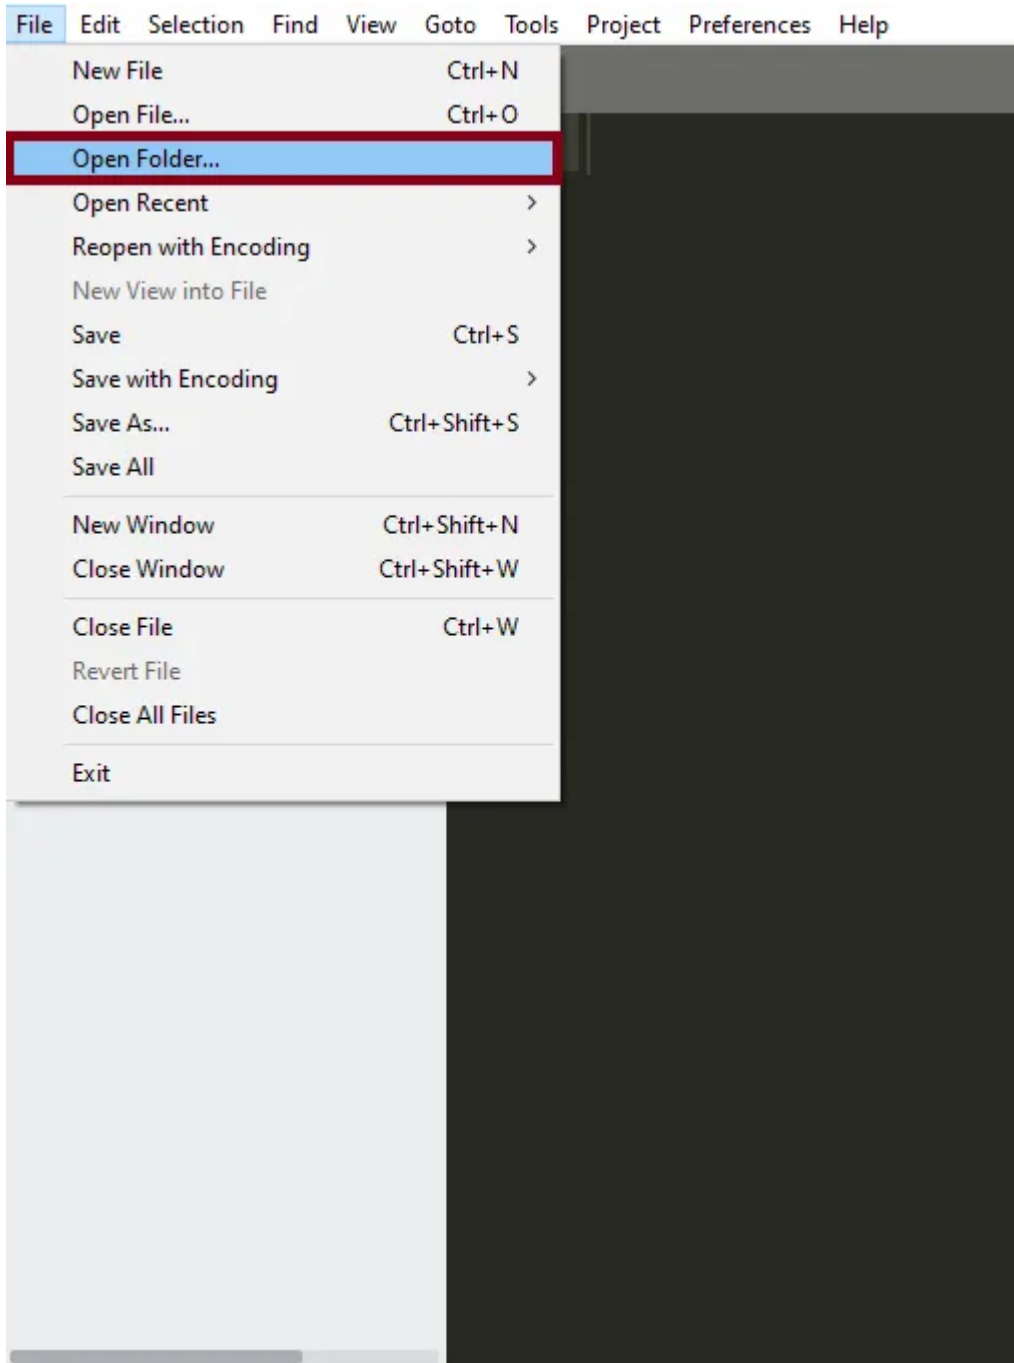 File Edit Selection Find View Goto Tools Project Preferences Help
New File Ctrl+N
Open File... Ctrl+O
Open Folder...
Open Recent >
Reopen with Encoding >
New View into File
Save Ctrl+S
Save with Encoding >
Save As... Ctrl+Shift+S
Save All
New Window Ctrl+Shift+N
Close Window Ctrl+Shift+W
Close File Ctrl+W
Revert File
Close All Files
Exit